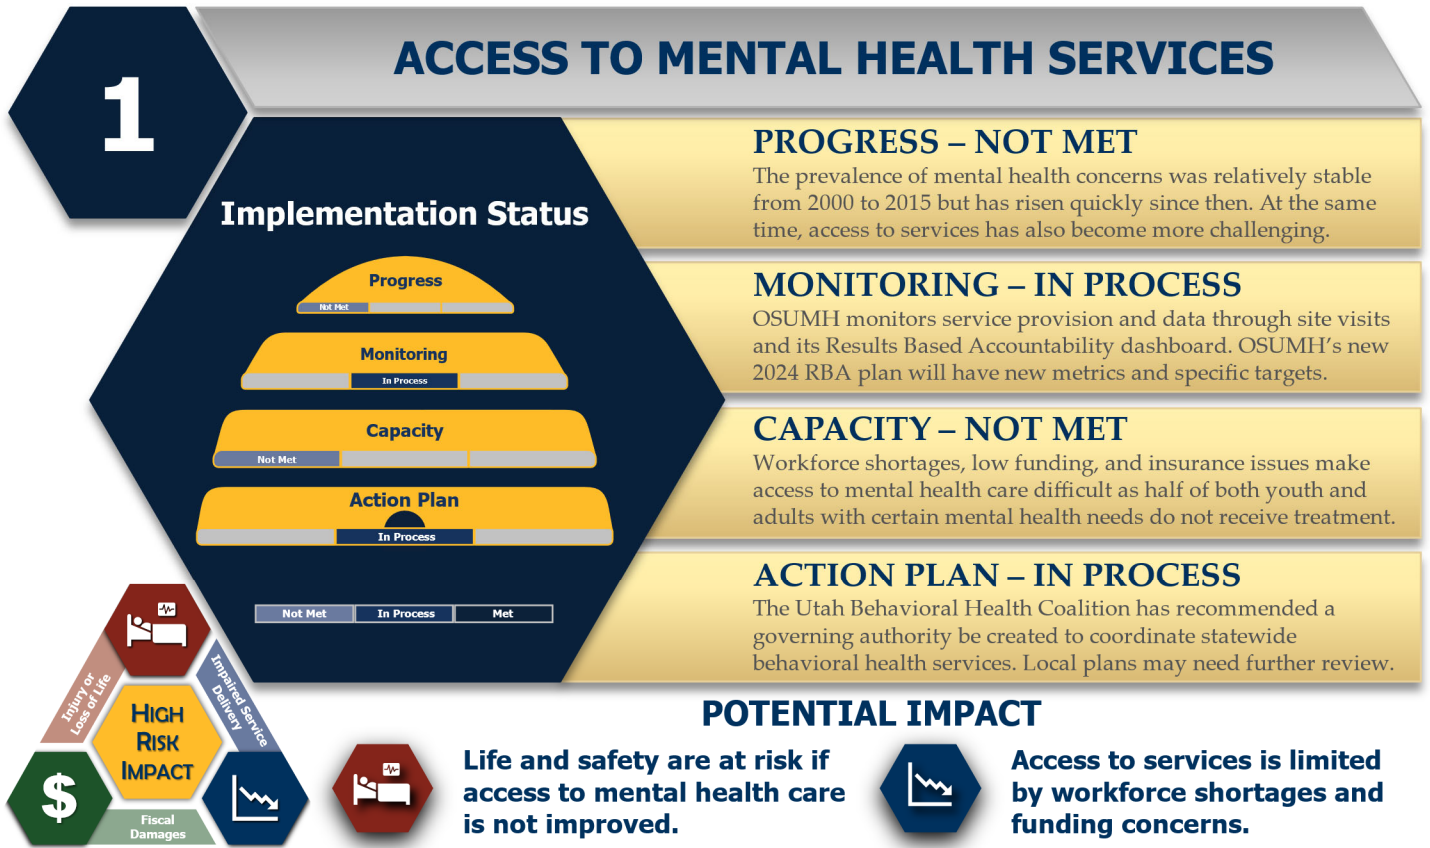 1
ACCESS TO MENTAL HEALTH SERVICES
Implementation Status
Progress
Not Met
Monitoring
In Process
Capacity
Not Met
Action Plan
In Process
Not Met
In Process
Met
PROGRESS – NOT MET
The prevalence of mental health concerns was relatively stable
from 2000 to 2015 but has risen quickly since then. At the same
time, access to services has also become more challenging.
MONITORING – IN PROCESS
OSUMH monitors service provision and data through site visits
and its Results Based Accountability dashboard. OSUMH’s new
2024 RBA plan will have new metrics and specific targets.
CAPACITY – NOT MET
Workforce shortages, low funding, and insurance issues make
access to mental health care difficult as half of both youth and
adults with certain mental health needs do not receive treatment.
ACTION PLAN – IN PROCESS
The Utah Behavioral Health Coalition has recommended a
governing authority be created to coordinate statewide
behavioral health services. Local plans may need further review.
Injury or
Loss of Life
Impaired Service
Delivery
HIGH
RISK
IMPACT
$
Fiscal
Damages
POTENTIAL IMPACT
Life and safety are at risk if
access to mental health care
is not improved.
Access to services is limited
by workforce shortages and
funding concerns.